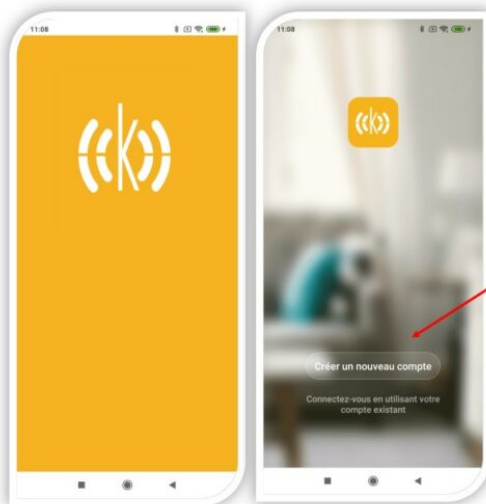 11:08
((k))
11:08
((k))
Créer un nouveau compte
Connectez-vous en utilisant votre
compte existant